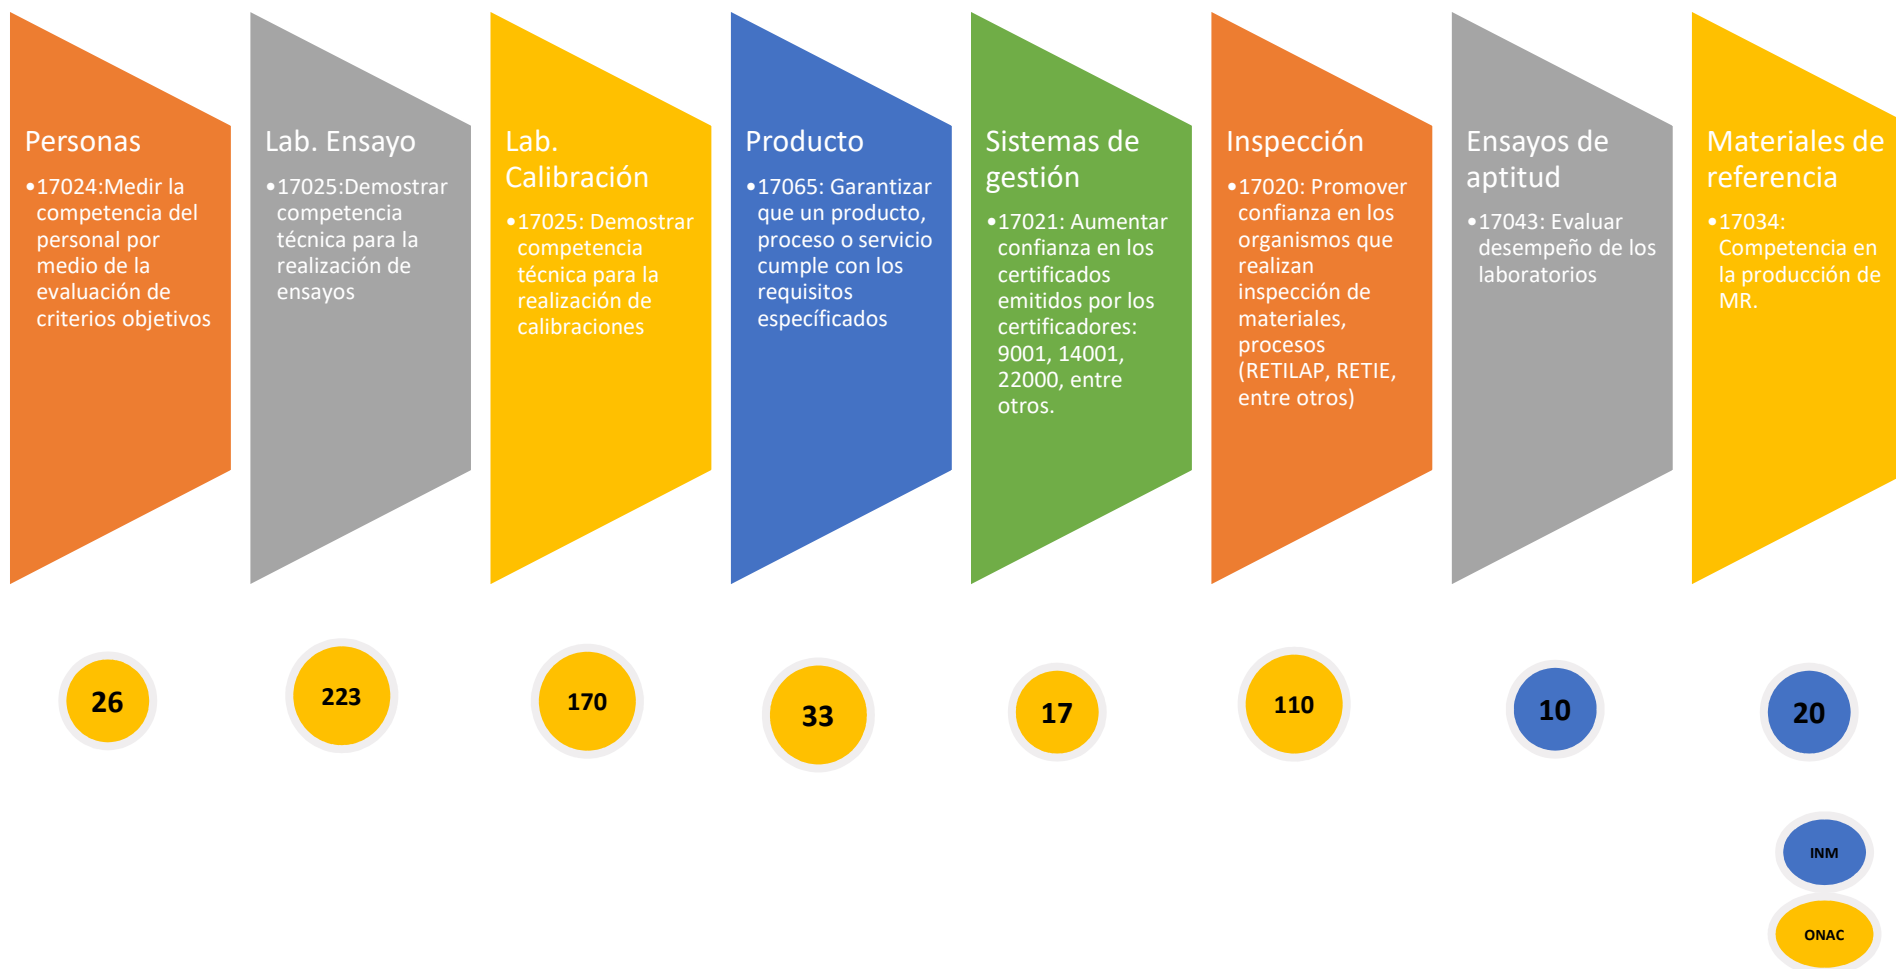 Personas
•17024:Medir la
competencia del
personal por
medio de la
evaluación de
criterios objetivos
Lab. Ensayo
•17025:Demostrar
competencia
técnica para la
realización de
ensayos
Lab.
Calibración
•17025: Demostrar
competencia
técnica para la
realización de
calibraciones
Producto
•17065: Garantizar
que un producto,
proceso o servicio
cumple con los
requisitos
específicados
Sistemas de
gestión
•17021: Aumentar
confianza en los
certificados
emitidos por los
certificadores:
9001, 14001,
22000, entre
otros.
Inspección
•17020: Promover
confianza en los
organismos que
realizan
inspección de
materiales,
procesos
(RETILAP, RETIE,
entre otros)
Ensayos de
aptitud
•17043: Evaluar
desempeño de los
laboratorios
Materiales de
referencia
•17034:
Competencia en
la producción de
MR.
26
223
170
33
17
110
10
20
INM
ONAC